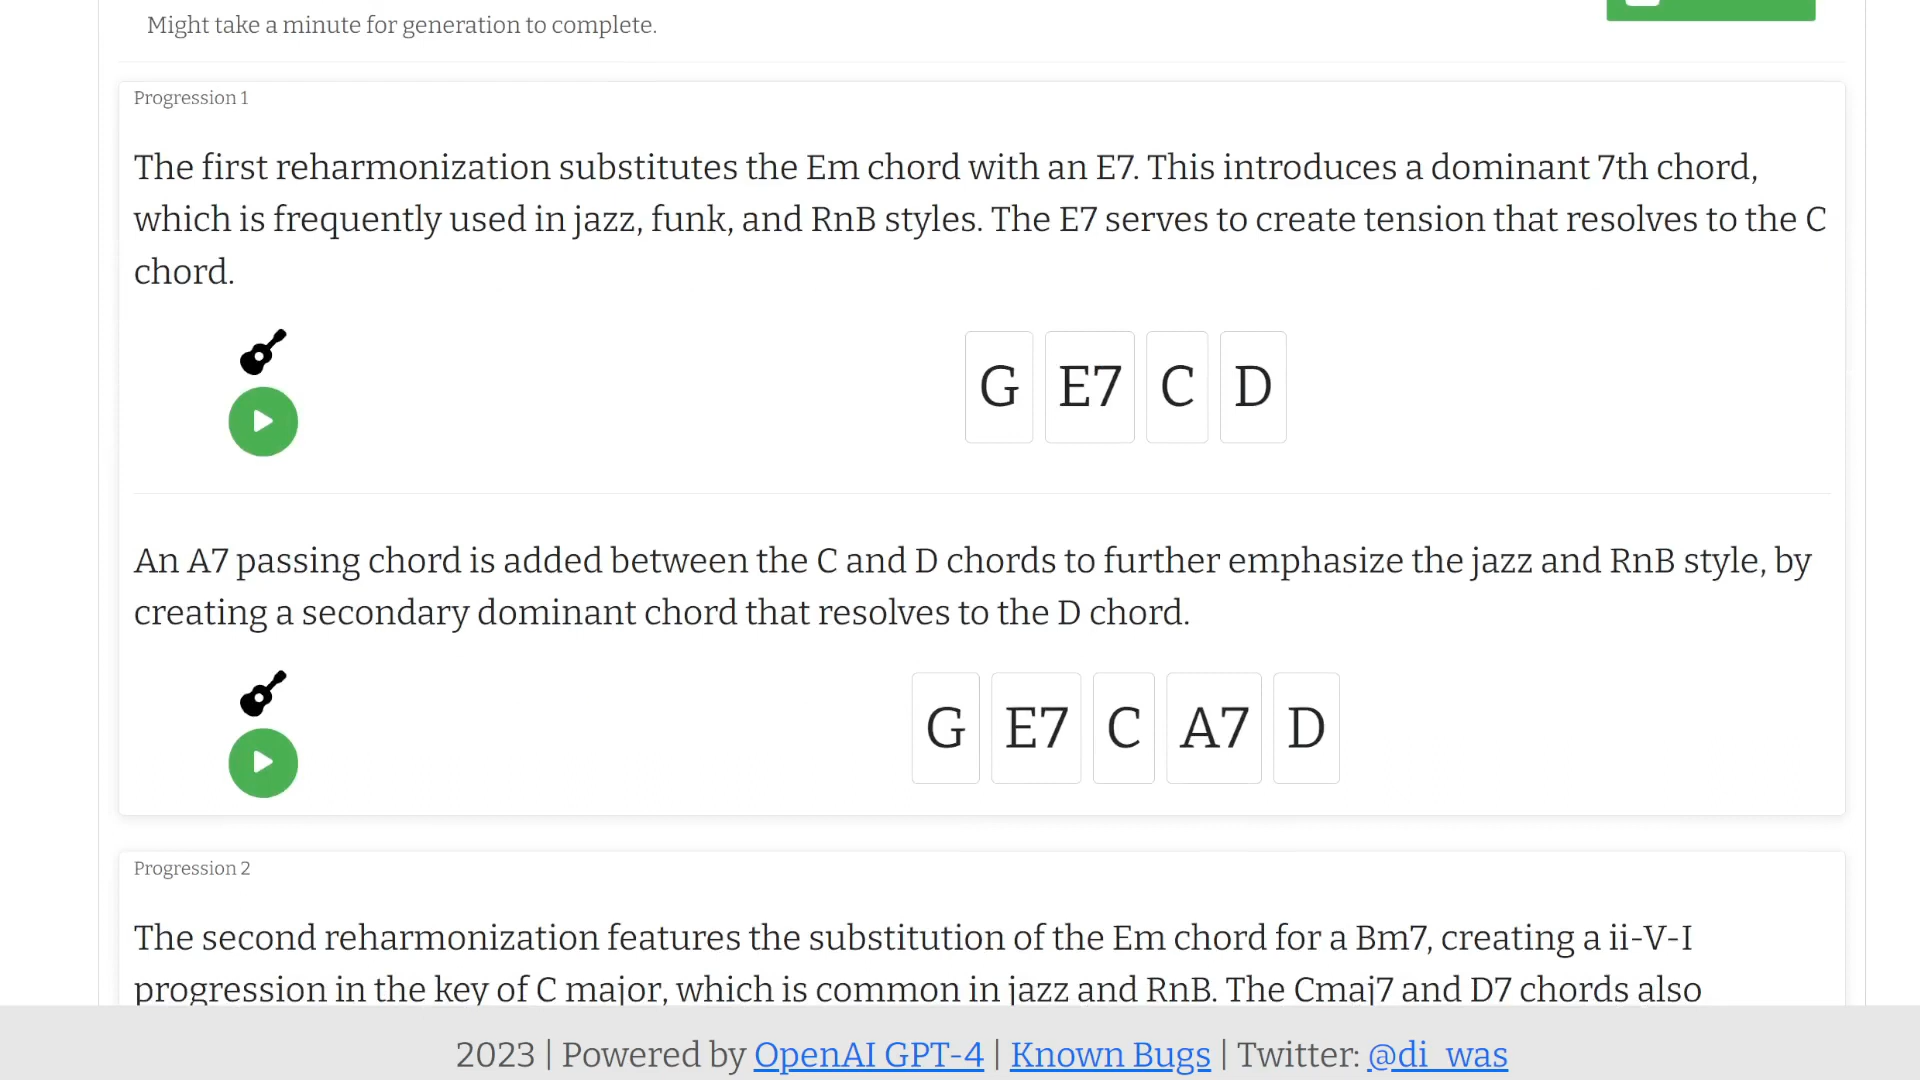 Might take a minute for generation to complete.
Progression 1
The first reharmonization substitutes the Em chord with an E7. This introduces a dominant 7th chord,
which is frequently used in jazz, funk, and RnB styles. The E7 serves to create tension that resolves to the C
chord.
G E7 C D
An A7 passing chord is added between the C and D chords to further emphasize the jazz and RnB style, by
creating a secondary dominant chord that resolves to the D chord.
G E7 C A7 D
Progression 2
The second reharmonization features the substitution of the Em chord for a Bm7, creating a ii-V-I
progression in the key of C major, which is common in jazz and RnB. The Cmaj7 and D7 chords also
2023 | Powered by OpenAI GPT-4 | Known Bugs | Twitter: @di_was